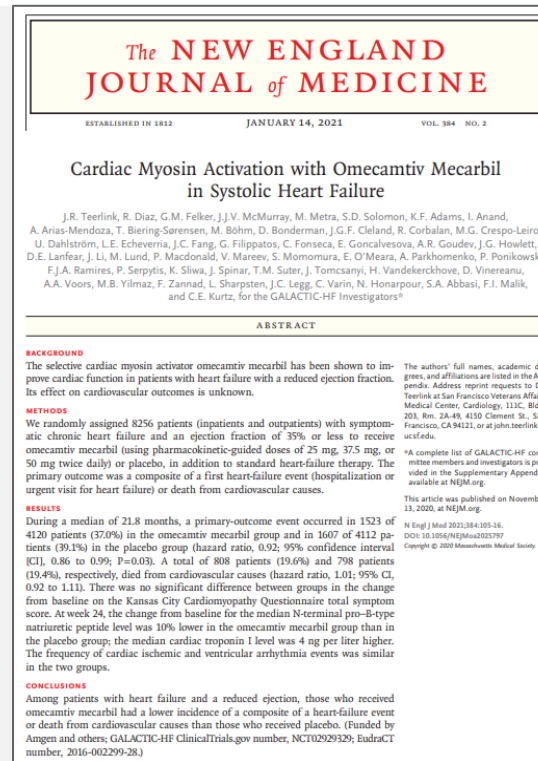 The NEW ENGLAND
JOURNAL of MEDICINE
ESTABLISHED IN 1812
JANUARY 14, 2021
VOL. 384 NO. 2
Cardiac Myosin Activation with Omecamtiv Mecarbil
in Systolic Heart Failure
J.R. Teerlink, R. Diaz, G.M. Felker, J.J.V. McMurray, M. Metra, S.D. Solomon, K.F. Adams, I. Anand,
A. Arias-Mendoza, T. Biering-Sørensen, M. Böhm, D. Bonderman, J.G.F. Cleland, R. Corbalan, M.G. Crespo-Leiro
U. Dahlström, L.E. Echeverria, J.C. Fang, G. Filippatos, C. Fonseca, E. Goncalvesova, A.R. Goudev, J.G. Howlett,
D.E. Lanfear, J. Li, M. Lund, P. Macdonald, V. Mareev, S. Momomura, E. O'Meara, A. Parkhomenko, P. Ponikowsk
F.J.A. Ramires, P. Serpytis, K. Sliwa, J. Spinar, T.M. Suter, J. Tomcsanyi, H. Vandekerckhove, D. Vinereanu,
A.A. Voors, M.B. Yilmaz, F. Zannad, L. Sharpsten, J.C. Legg, C. Varin, N. Honarpour, S.A. Abbasi, F.I. Malik,
and C.E. Kurtz, for the GALACTIC-HF Investigators*
ABSTRACT
BACKGROUND
The selective cardiac myosin activator omecamtiv mecarbil has been shown to im-
prove cardiac function in patients with heart failure with a reduced ejection fraction.
Its effect on cardiovascular outcomes is unknown.
METHODS
We randomly assigned 8256 patients (inpatients and outpatients) with symptom-
atic chronic heart failure and an ejection fraction of 35% or less to receive
omecamtiv mecarbil (using pharmacokinetic-guided doses of 25 mg, 37.5 mg, or
50 mg twice daily) or placebo, in addition to standard heart-failure therapy. The
primary outcome was a composite of a first heart-failure event (hospitalization or
urgent visit for heart failure) or death from cardiovascular causes.
RESULTS
During a median of 21.8 months, a primary-outcome event occurred in 1523 of
4120 patients (37.0%) in the omecamtiv mecarbil group and in 1607 of 4112 pa-
tients (39.1%) in the placebo group (hazard ratio, 0.92; 95% confidence interval
[CI], 0.86 to 0.99; P=0.03). A total of 808 patients (19.6%) and 798 patients
(19.4%), respectively, died from cardiovascular causes (hazard ratio, 1.01; 95% CI,
0.92 to 1.11). There was no significant difference between groups in the change
from baseline on the Kansas City Cardiomyopathy Questionnaire total symptom
score. At week 24, the change from baseline for the median N-terminal pro–B-type
natriuretic peptide level was 10% lower in the omecamtiv mecarbil group than in
the placebo group; the median cardiac troponin I level was 4 ng per liter higher.
The frequency of cardiac ischemic and ventricular arrhythmia events was similar
in the two groups.
CONCLUSIONS
Among patients with heart failure and a reduced ejection, those who received
omecamtiv mecarbil had a lower incidence of a composite of a heart-failure event
or death from cardiovascular causes than those who received placebo. (Funded by
Amgen and others; GALACTIC-HF ClinicalTrials.gov number, NCT02929329; EudraCT
number, 2016-002299-28.)
The authors' full names, academic d
grees, and affiliations are listed in the A
pendix. Address reprint requests to D
Teerlink at San Francisco Veterans Affai
Medical Center, Cardiology, 111C, Bld
203, Rm. 2A-49, 4150 Clement St., Sa
Francisco, CA 94121, or at john.teerlink
ucsf.edu.
*A complete list of GALACTIC-HF com
mittee members and investigators is pr
vided in the Supplementary Append
available at NEJM.org.
This article was published on Novemb
13, 2020, at NEJM.org.
N Engl J Med 2021;384:105-16.
DOI: 10.1056/NEJMoa2025797
Copyright © 2020 Massachusetts Medical Society.